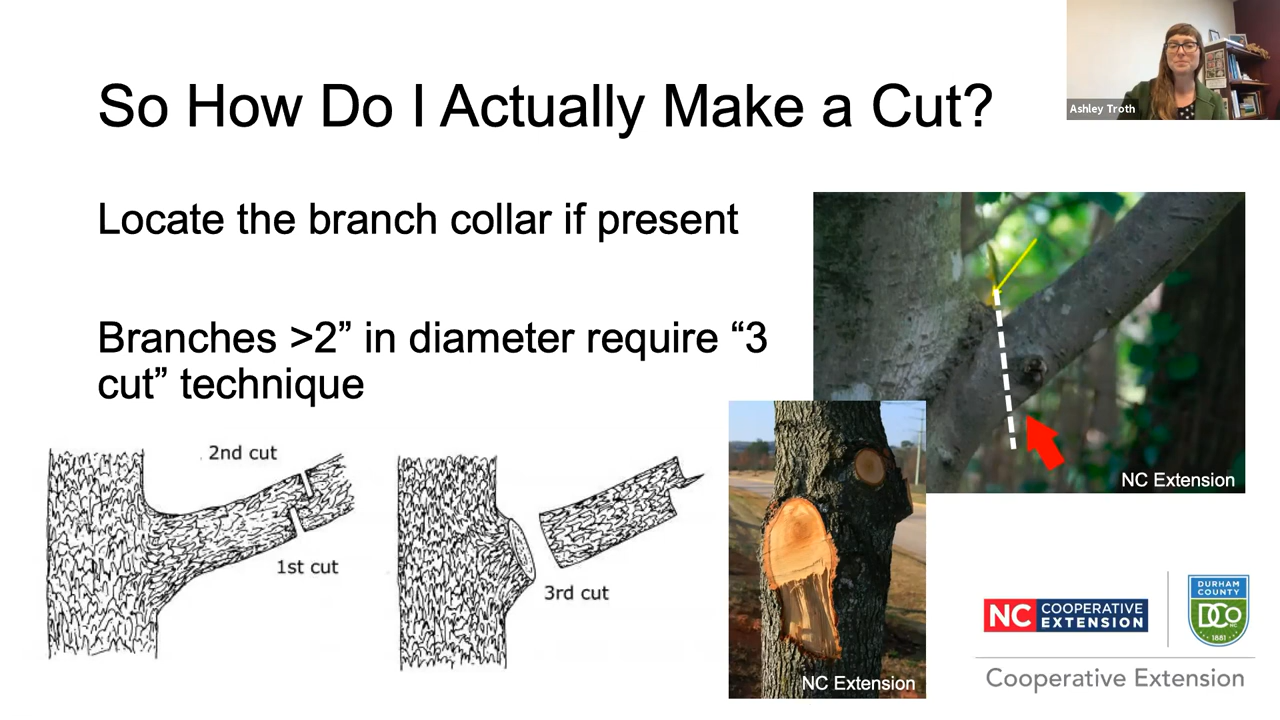 So How Do I Actually Make a Cut?
Ashley Troth
Locate the branch collar if present
Branches >2” in diameter require “3
cut” technique
NC Extension
2nd cut
1st cut
3rd cut
NC Extension
NC COOPERATIVE
EXTENSION
DURHAM
COUNTY
DCo
NC
1881
Cooperative Extension